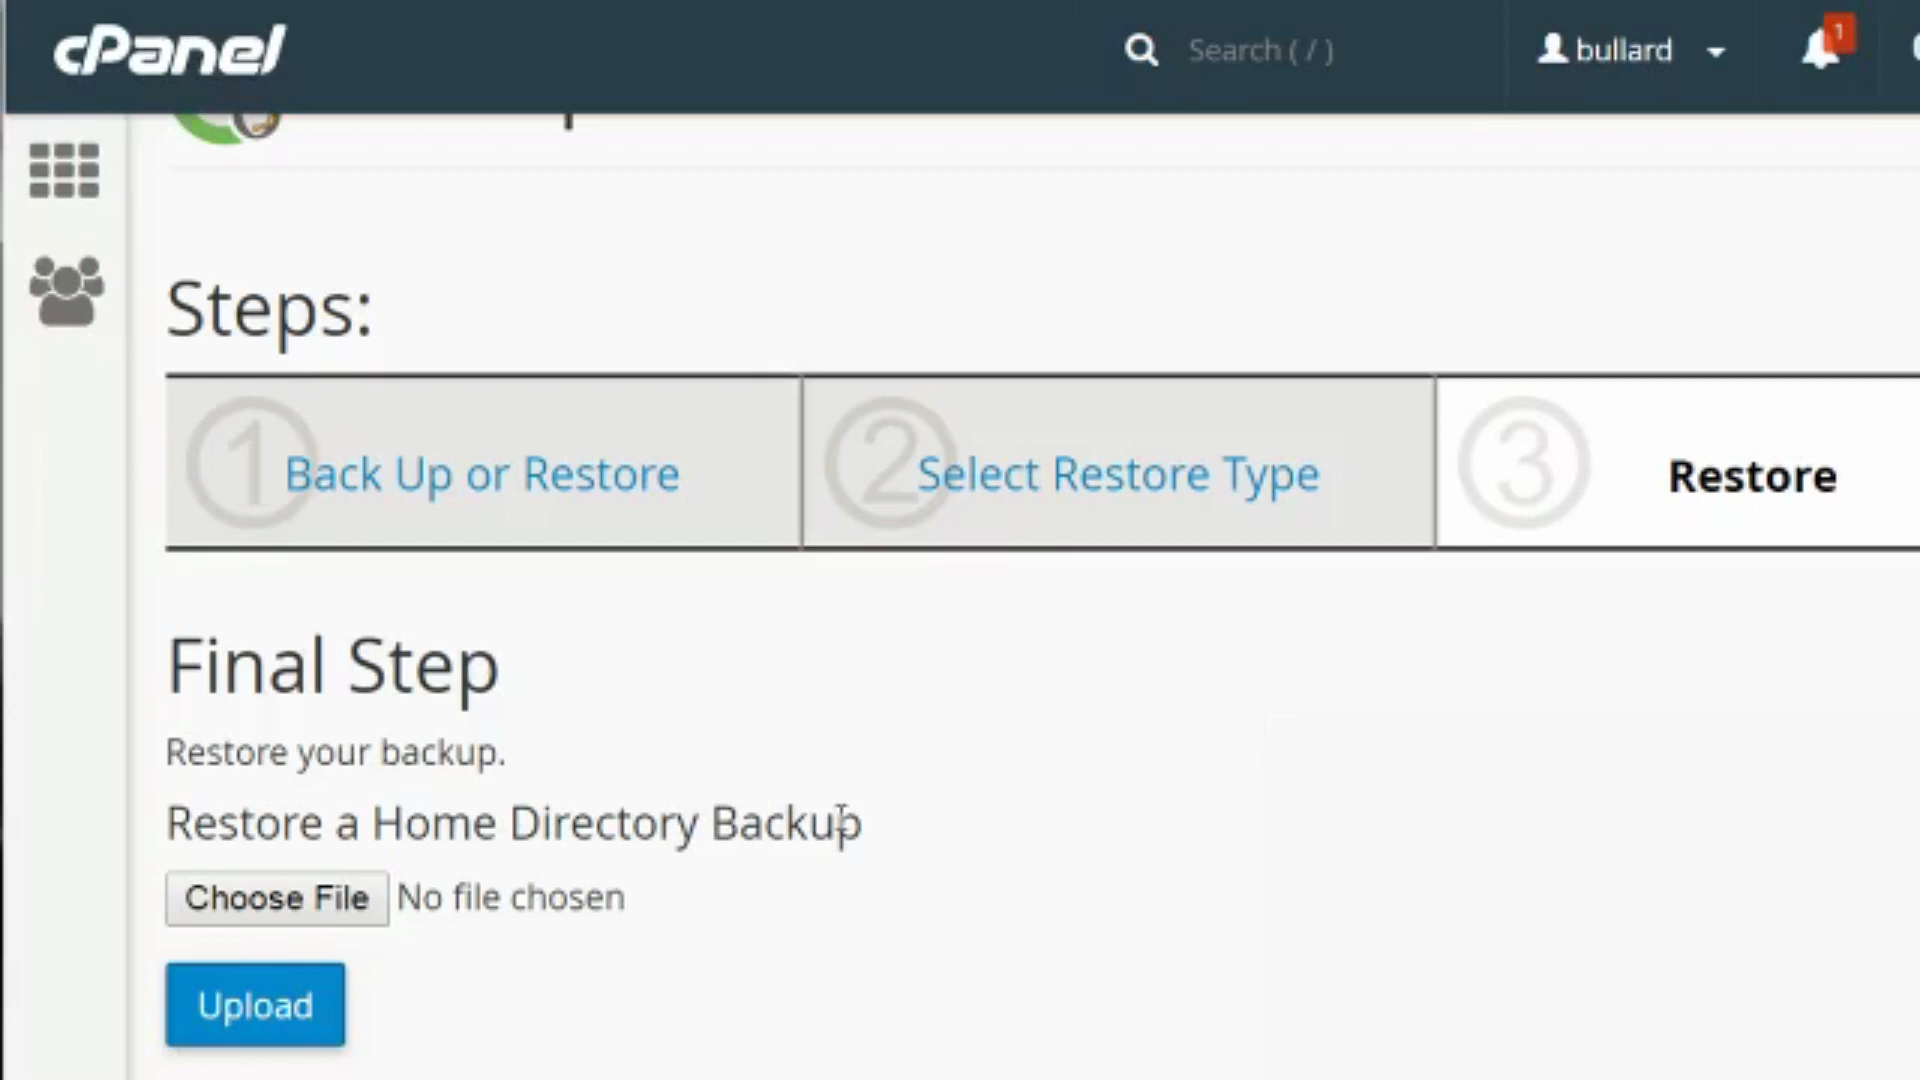 cPanel
Search ( / )
bullard
1
Steps:
1 Back Up or Restore
2 Select Restore Type
3 Restore
Final Step
Restore your backup.
Restore a Home Directory Backup
Choose File No file chosen
Upload